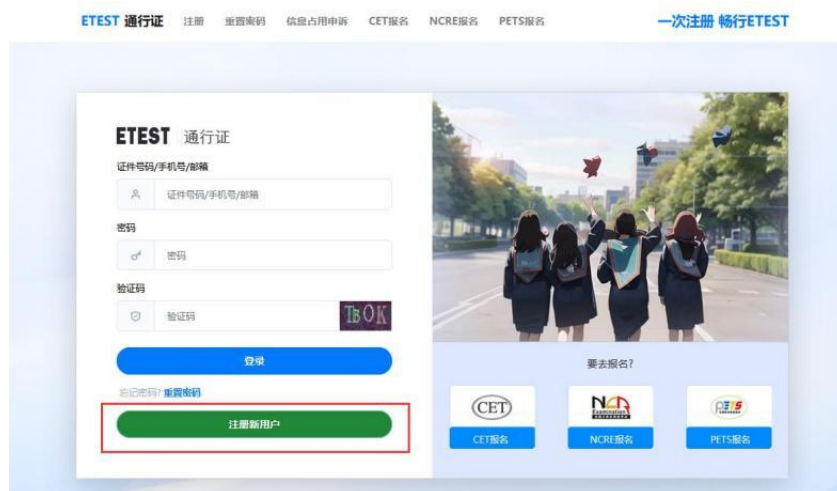 ETEST 通行证 注册 重置密码 信息占用申诉 CET报名 NCRE报名 PETS报名 一次注册 畅行ETEST
ETEST 通行证
证件号码/手机号/邮箱
证件号码/手机号/邮箱
密码
密码
验证码
验证码 TBOK
登录
忘记密码? 重置密码
注册新用户
要去报名?
CET
CET报名
NCR
Examination
NCRE报名
PETS
PETS报名